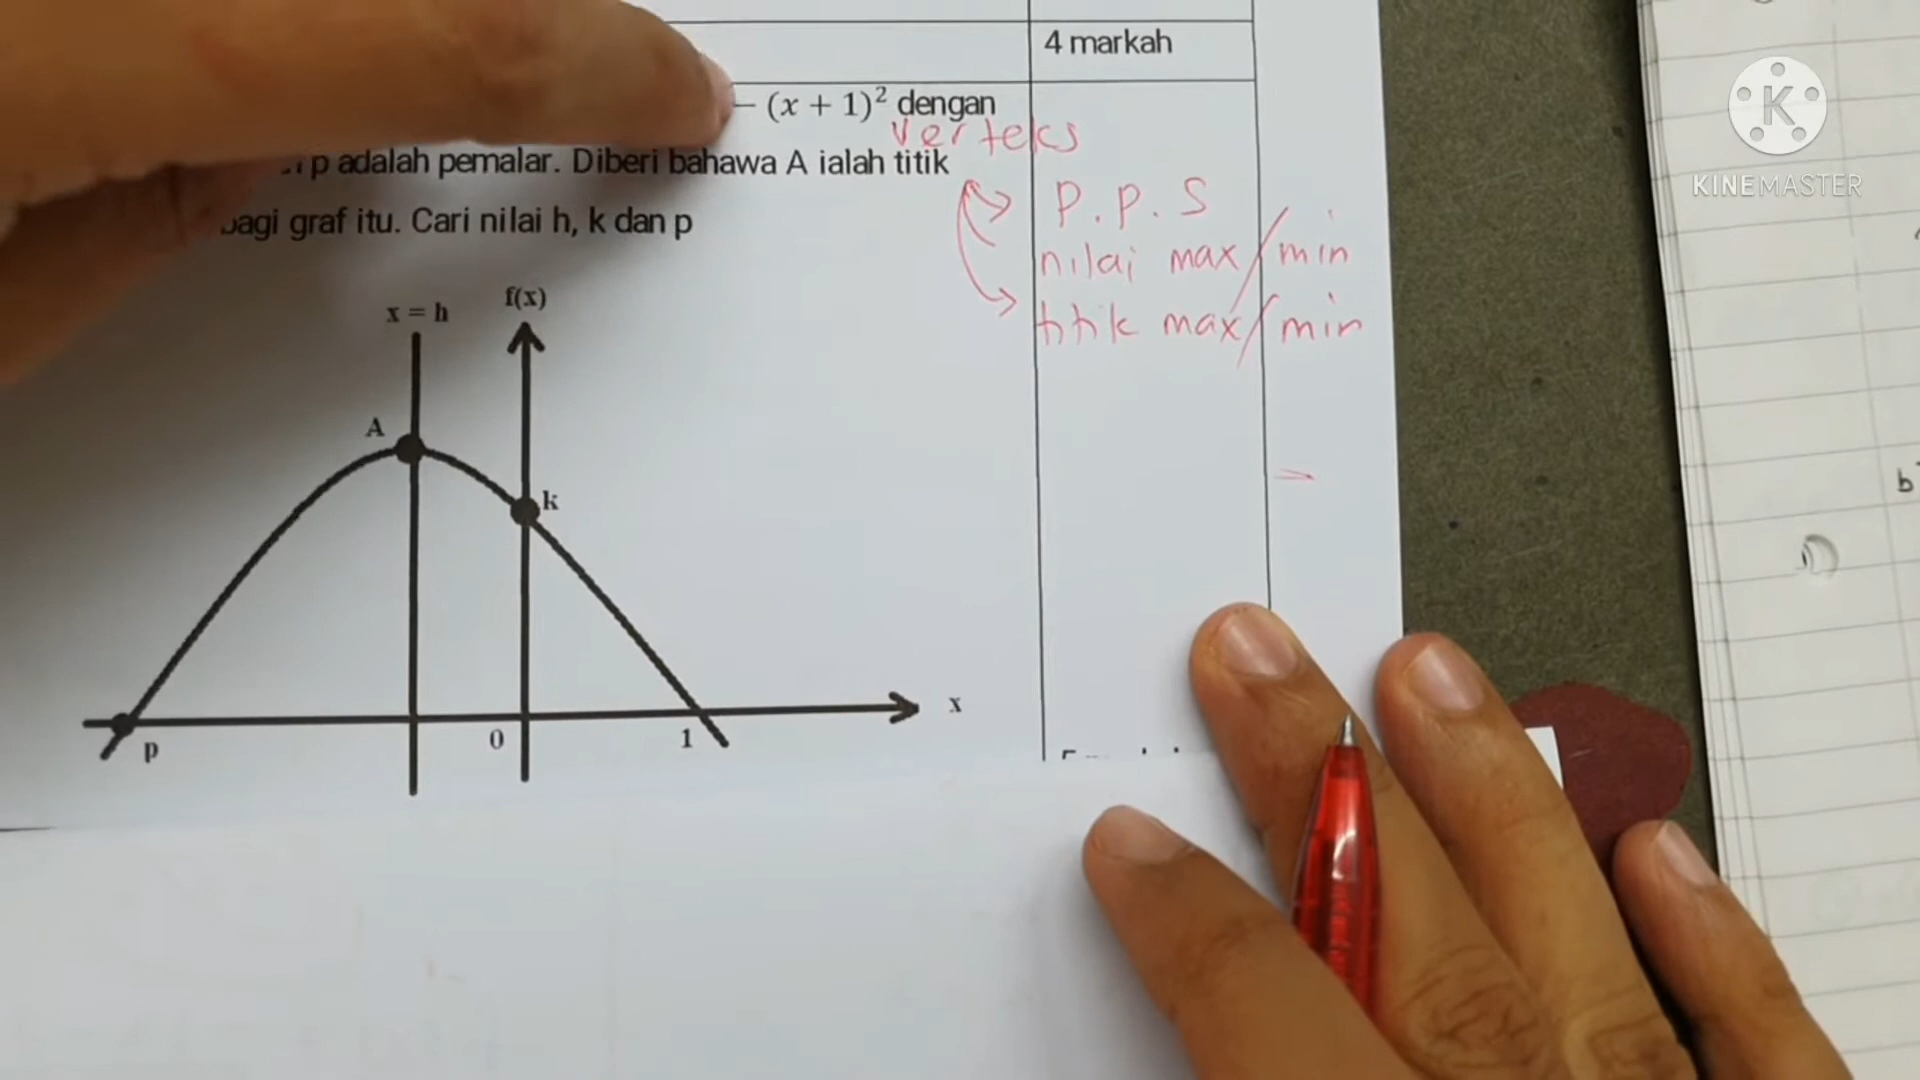 4 markah
− (x + 1)² dengan
verteks
p adalah pemalar. Diberi bahawa A ialah titik
bagi graf itu. Cari nilai h, k dan p
P.P.S
nilai max/min
titik max/min
x = h
f(x)
A
k
x
p
0
1
b
K
KINEMASTER